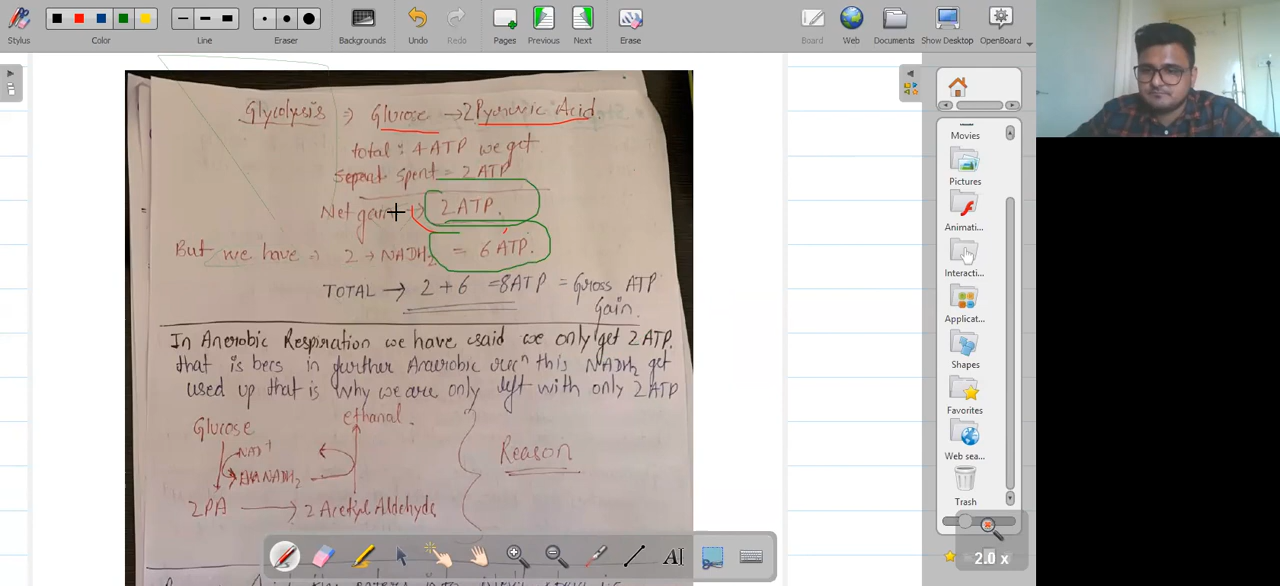 Stylus
Color
Line
Eraser
Backgrounds
Undo
Redo
Pages
Previous
Next
Erase
Board
Web
Documents
Show Desktop
OpenBoard
Glycolysis ⇒ Glucose → 2 Pyruvic Acid.
total : 4 ATP we get
spent = 2 ATP
Net gain → 2 ATP.
But we have : 2 → NADH₂ = 6 ATP.
TOTAL → 2 + 6 = 8 ATP = Gross ATP
Gain.
In Anerobic Respiration we have said we only get 2 ATP.
that is becs in further Anaerobic rxcⁿ this NADH₂ get
used up that is why we are only left with only 2 ATP
Glucose
ethanal.
NAD⁺
NADH₂
Reason
2PA → 2 Acetyl Aldehyde
Movies
Pictures
Animati...
Interacti...
Applicat...
Shapes
Favorites
Web sea...
Trash
2.0 x